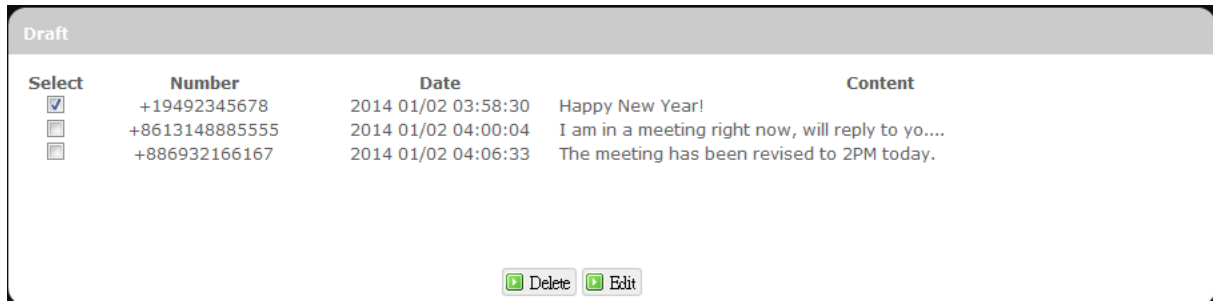 Draft
Select Number Date Content
+19492345678 2014 01/02 03:58:30 Happy New Year!
+8613148885555 2014 01/02 04:00:04 I am in a meeting right now, will reply to yo....
+886932166167 2014 01/02 04:06:33 The meeting has been revised to 2PM today.
Delete Edit